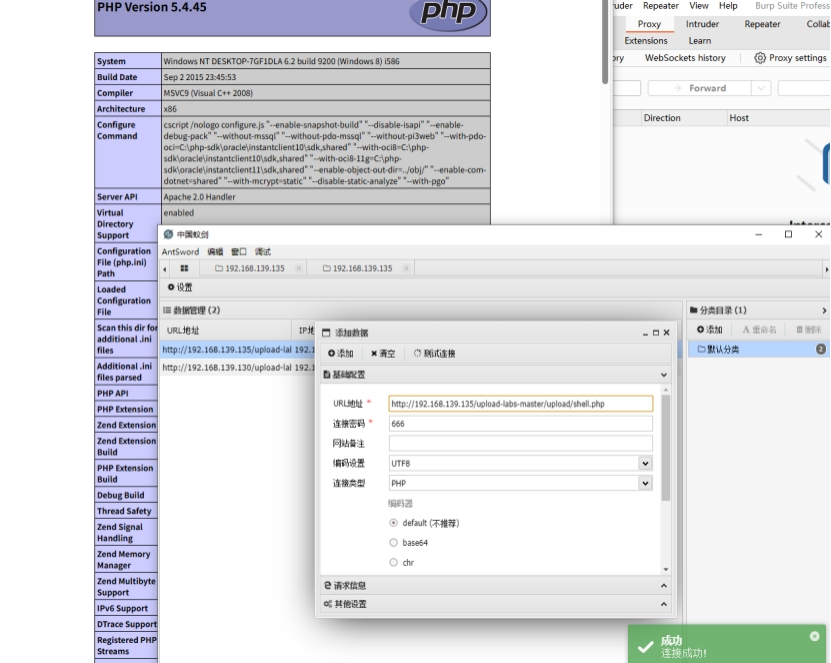 PHP Version 5.4.45
php
System Windows NT DESKTOP-7GF1DLA 6.2 build 9200 (Windows 8) i586
Build Date Sep 2 2015 23:45:53
Compiler MSVC9 (Visual C++ 2008)
Architecture x86
Configure Command cscript /nologo configure.js "--enable-snapshot-build" "--disable-isapi" "--enable-
debug-pack" "--without-mssql" "--without-pdo-mssql" "--without-pi3web" "--with-pdo-
oci=C:\php-sdk\oracle\instantclient10\sdk,shared" "--with-oci8=C:\php-
sdk\oracle\instantclient10\sdk,shared" "--with-oci8-11g=C:\php-
sdk\oracle\instantclient11\sdk,shared" "--enable-object-out-dir=../obj/" "--enable-com-
dotnet=shared" "--with-mcrypt=static" "--disable-static-analyze" "--with-pgo"
Server API Apache 2.0 Handler
Virtual Directory Support enabled
Configuration
File (php.ini)
Path
Loaded
Configuration
File
Scan this dir for
additional .ini
files
Additional .ini
files parsed
PHP API
PHP Extension
Zend Extension
Zend Extension
Build
PHP Extension
Build
Debug Build
Thread Safety
Zend Signal
Handling
Zend Memory
Manager
Zend Multibyte
Support
IPv6 Support
DTrace Support
Registered PHP
Streams
Repeater View Help Burp Suite Profess
Proxy Intruder Repeater Collab
Extensions Learn
WebSockets history Proxy settings
Forward
Direction Host
中国蚁剑
AntSword 编辑 窗口 调试
192.168.139.135 192.168.139.135
设置
数据管理 (2)
URL地址 IP地
http://192.168.139.135/upload-lal 192.1
http://192.168.139.130/upload-lal 192.1
分类目录 (1)
添加 重命名 删除
默认分类 2
添加数据
添加 清空 测试连接
基础配置
URL地址 * http://192.168.139.135/upload-labs-master/upload/shell.php
连接密码 * 666
网站备注
编码设置 UTF8
连接类型 PHP
编码器
default (不推荐)
base64
chr
请求信息
其他设置
成功
连接成功!